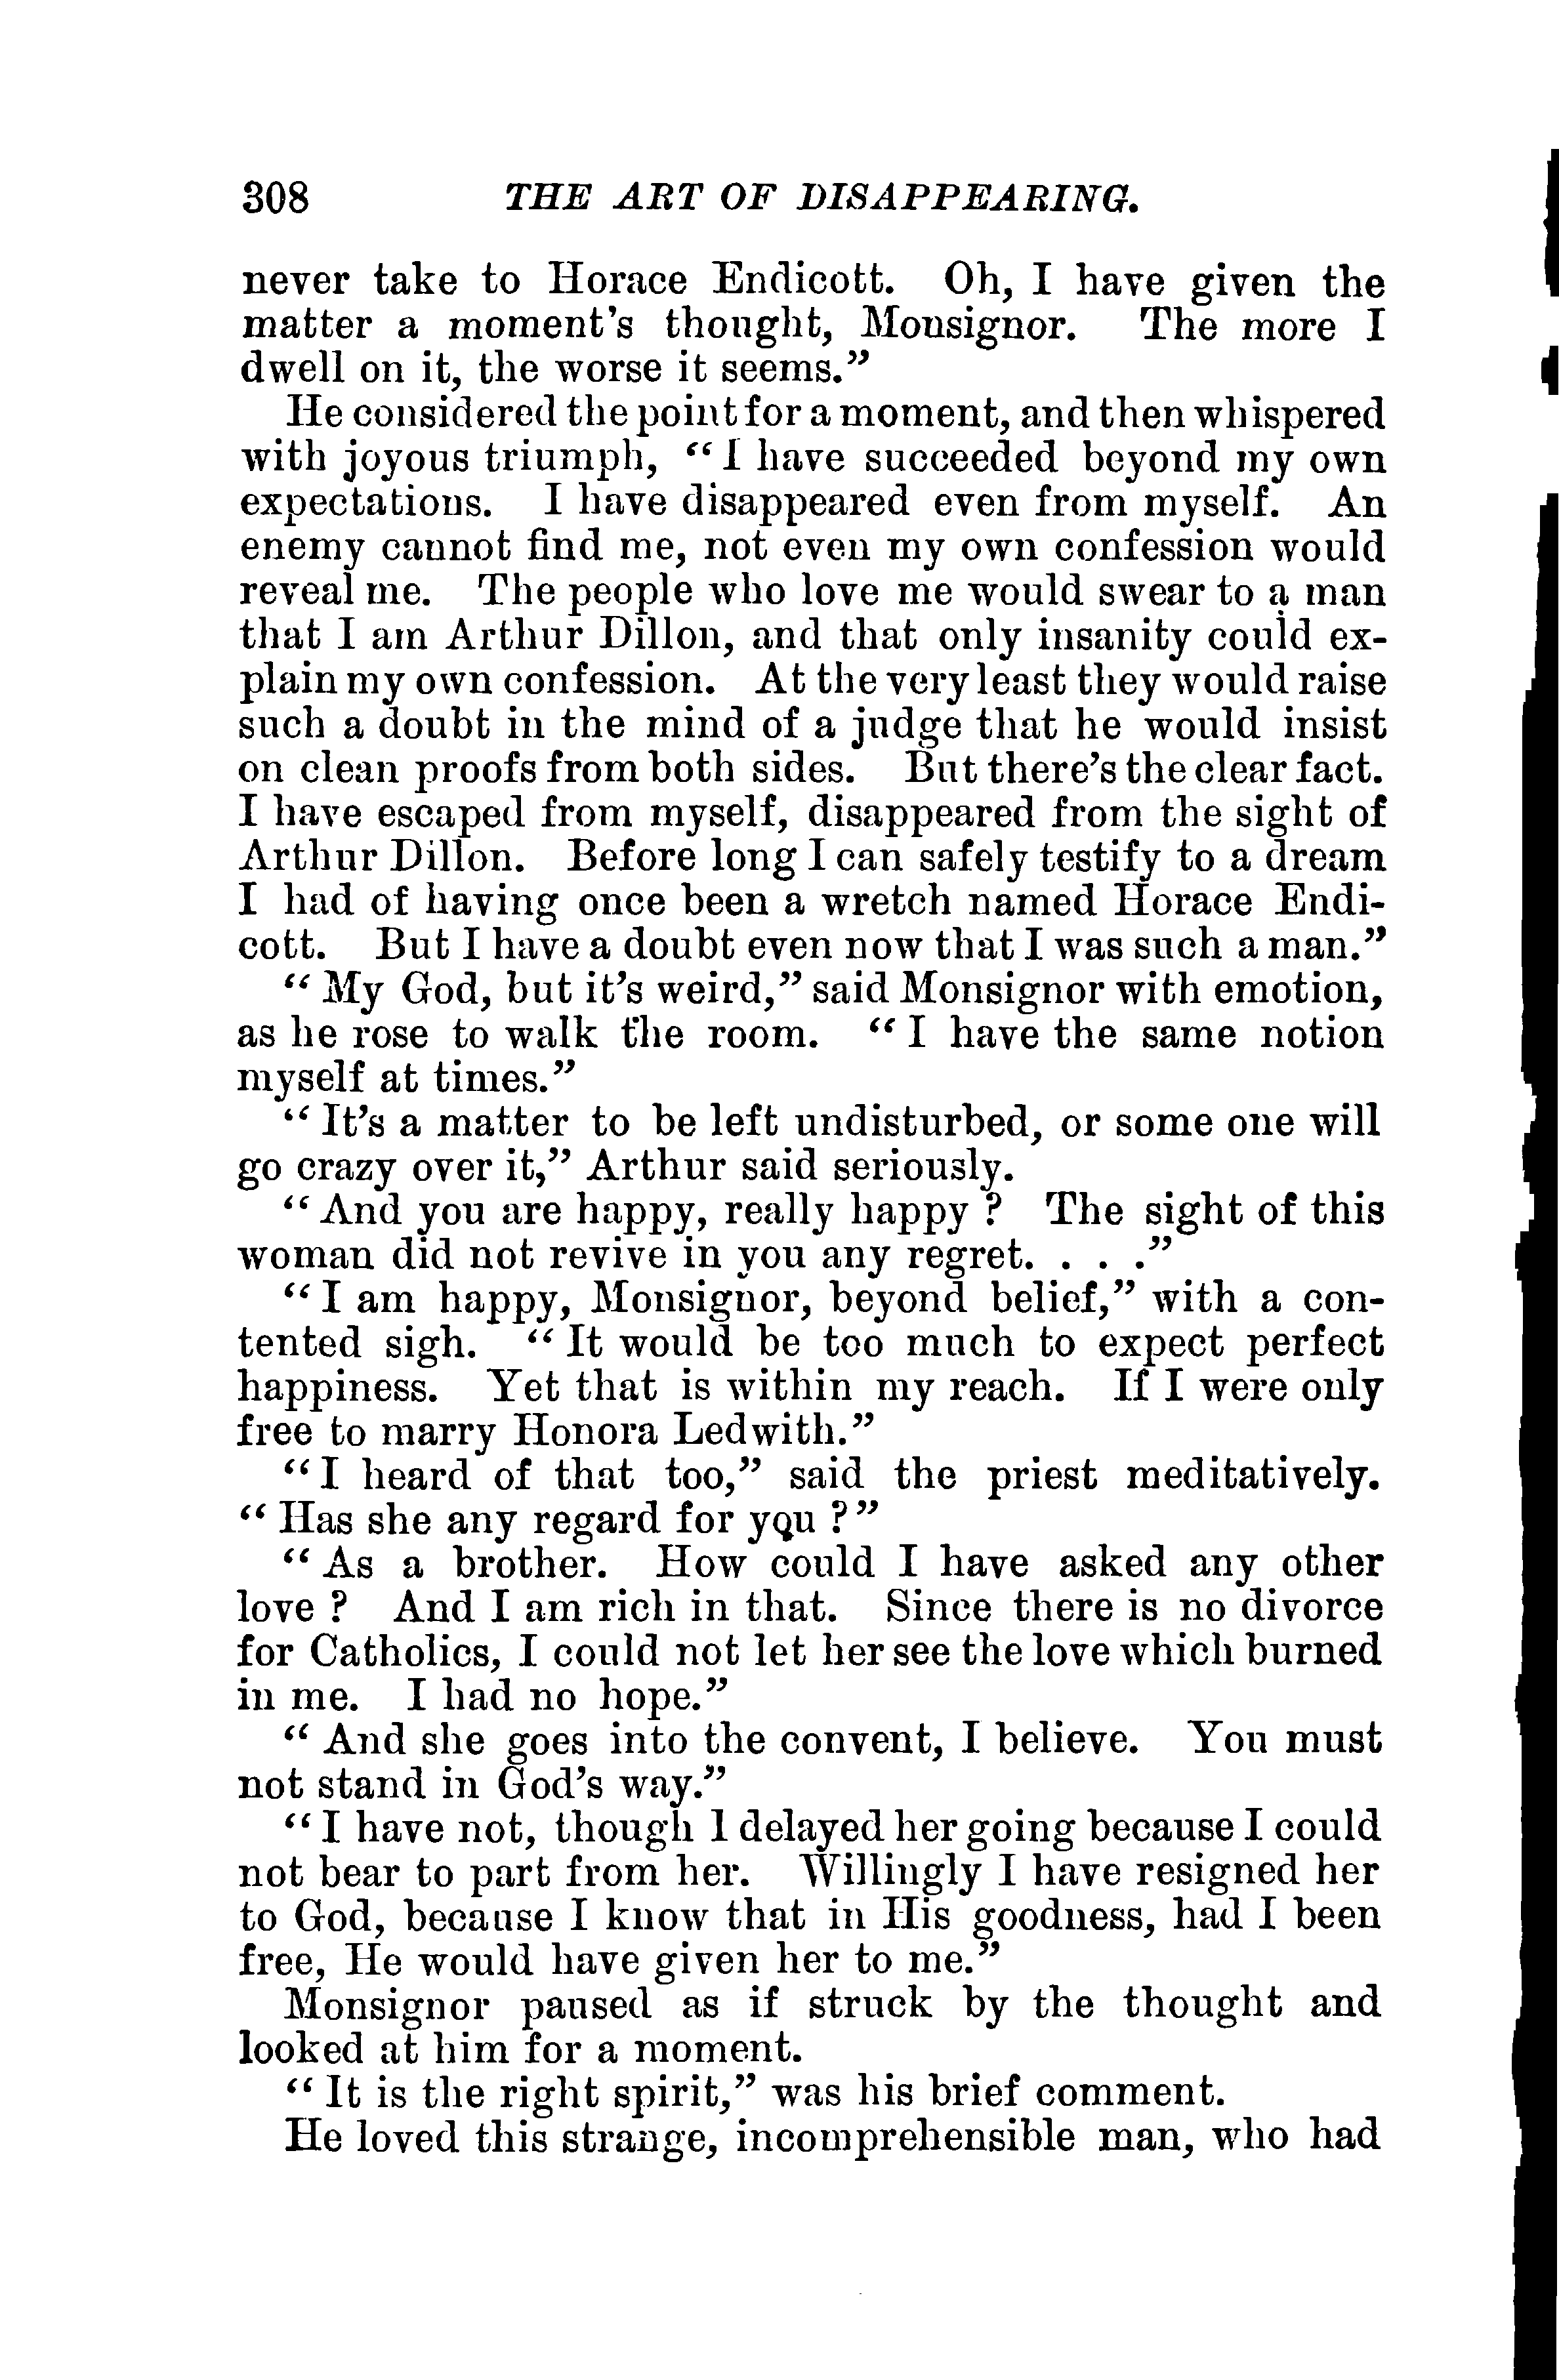 308 THE ART OF DISAPPEARING.
never take to Horace Endicott. Oh, I have given the
matter a moment's thought, Monsignor. The more I
dwell on it, the worse it seems.”
He considered the point for a moment, and then whispered
with joyous triumph, “I have succeeded beyond my own
expectations. I have disappeared even from myself. An
enemy cannot find me, not even my own confession would
reveal me. The people who love me would swear to a man
that I am Arthur Dillon, and that only insanity could ex-
plain my own confession. At the very least they would raise
such a doubt in the mind of a judge that he would insist
on clean proofs from both sides. But there's the clear fact.
I have escaped from myself, disappeared from the sight of
Arthur Dillon. Before long I can safely testify to a dream
I had of having once been a wretch named Horace Endi-
cott. But I have a doubt even now that I was such a man.”
“My God, but it's weird,” said Monsignor with emotion,
as he rose to walk the room. “I have the same notion
myself at times.”
“It's a matter to be left undisturbed, or some one will
go crazy over it,” Arthur said seriously.
“And you are happy, really happy ? The sight of this
woman did not revive in you any regret. . . .”
“I am happy, Monsignor, beyond belief,” with a con-
tented sigh. “It would be too much to expect perfect
happiness. Yet that is within my reach. If I were only
free to marry Honora Ledwith.”
“I heard of that too,” said the priest meditatively.
“Has she any regard for you ?”
“As a brother. How could I have asked any other
love ? And I am rich in that. Since there is no divorce
for Catholics, I could not let her see the love which burned
in me. I had no hope.”
“And she goes into the convent, I believe. You must
not stand in God's way.”
“I have not, though I delayed her going because I could
not bear to part from her. Willingly I have resigned her
to God, because I know that in His goodness, had I been
free, He would have given her to me.”
Monsignor paused as if struck by the thought and
looked at him for a moment.
“It is the right spirit,” was his brief comment.
He loved this strange, incomprehensible man, who had